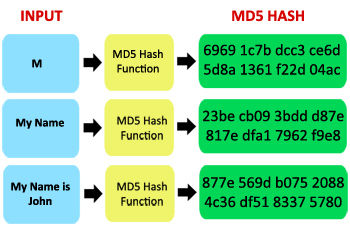 INPUT
MD5 HASH
M
MD5 Hash
Function
6969 1c7b dcc3 ce6d
5d8a 1361 f22d 04ac
My Name
MD5 Hash
Function
23be cb09 3bdd d87e
817e dfa1 7962 f9e8
My Name is
John
MD5 Hash
Function
877e 569d b075 2088
4c36 df51 8337 5780